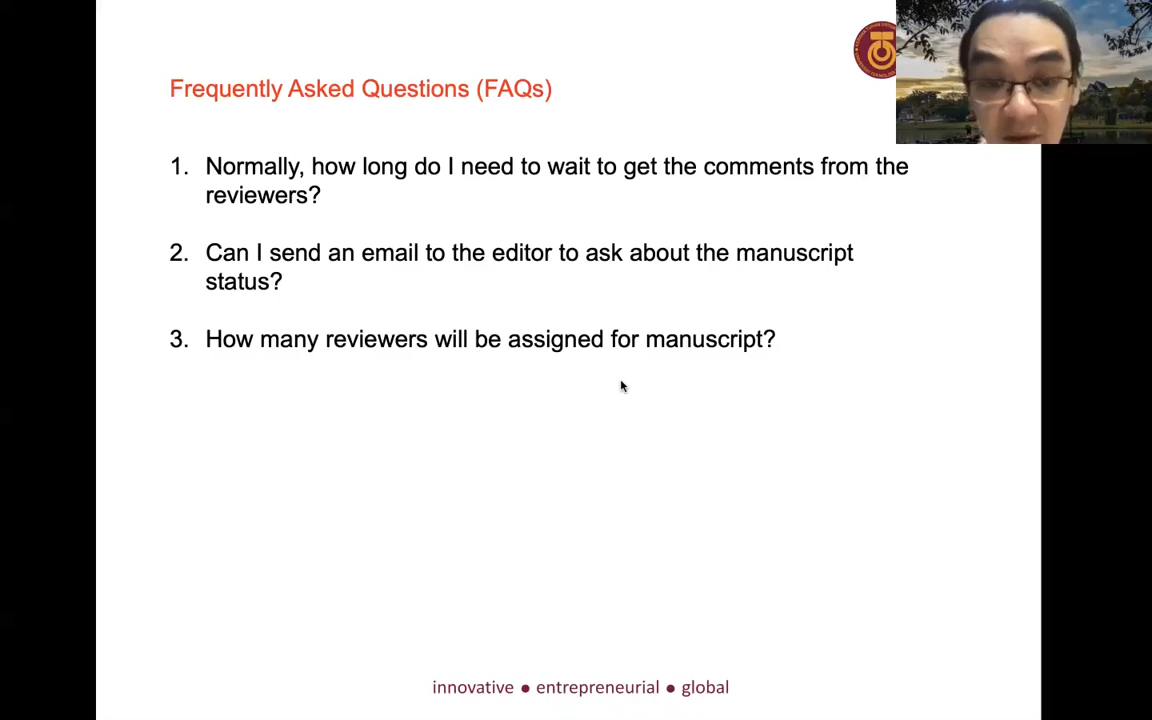 Frequently Asked Questions (FAQs)
1. Normally, how long do I need to wait to get the comments from the
reviewers?
2. Can I send an email to the editor to ask about the manuscript
status?
3. How many reviewers will be assigned for manuscript?
innovative ● entrepreneurial ● global